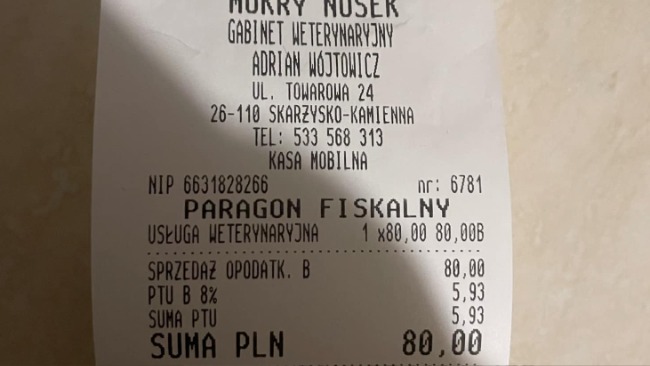 MOKRY NOSEK
GABINET WETERYNARYJNY
ADRIAN WÓJTOWICZ
UL. TOWAROWA 24
26-110 SKARŻYSKO-KAMIENNA
TEL: 533 568 313
KASA MOBILNA
NIP 6631828266 nr: 6781
PARAGON FISKALNY
USŁUGA WETERYNARYJNA 1 x80,00 80,00B
SPRZEDAŻ OPODATK. B 80,00
PTU B 8% 5,93
SUMA PTU 5,93
SUMA PLN 80,00